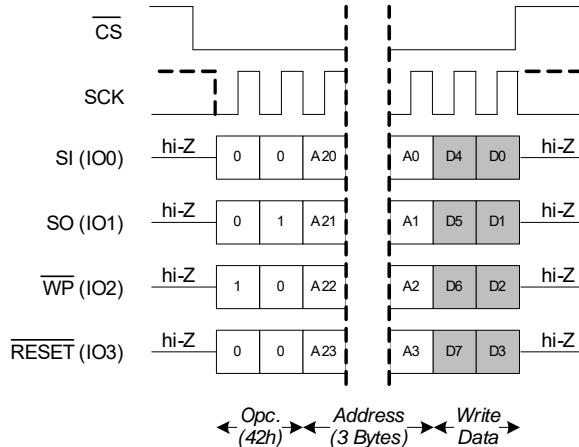 CS
SCK
SI (IO0) hi-Z 0 0 A20 A0 D4 D0 hi-Z
SO (IO1) hi-Z 0 1 A21 A1 D5 D1 hi-Z
WP (IO2) hi-Z 1 0 A22 A2 D6 D2 hi-Z
RESET (IO3) hi-Z 0 0 A23 A3 D7 D3 hi-Z
Opc. Address Write
(42h) (3 Bytes) Data